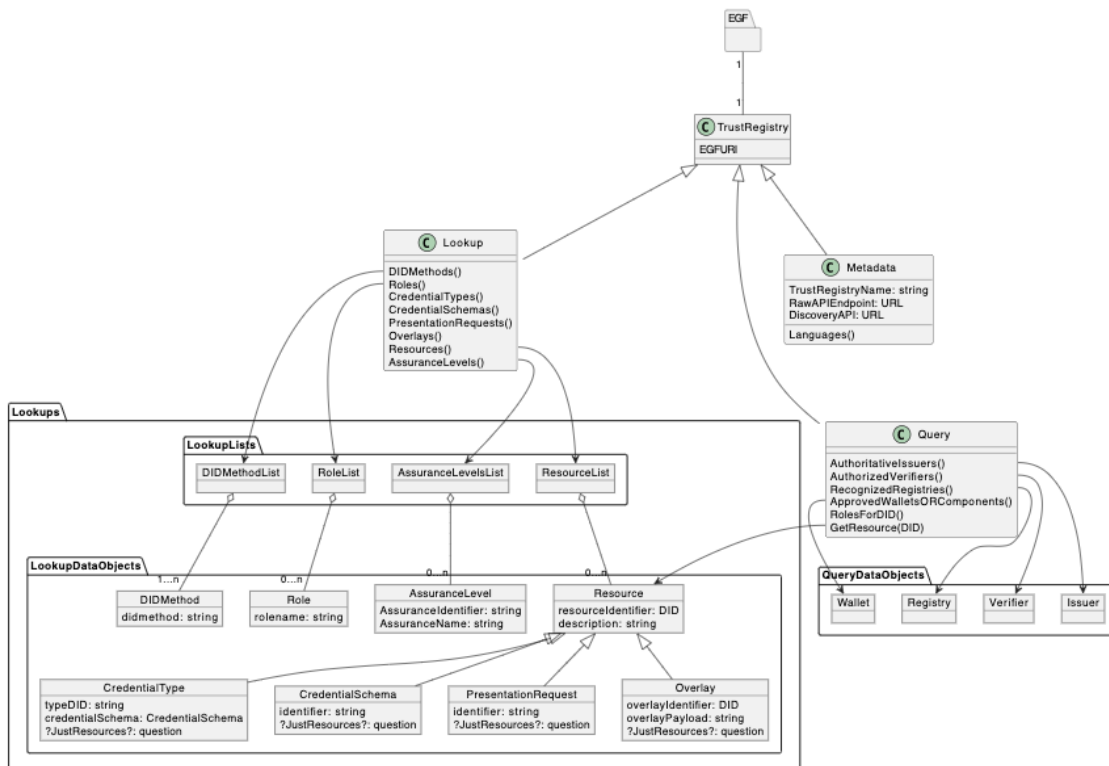 EGF
1
1
C TrustRegistry
EGFURI
C Lookup
DIDMethods()
Roles()
CredentialTypes()
CredentialSchemas()
PresentationRequests()
Overlays()
Resources()
AssuranceLevels()
C Metadata
TrustRegistryName: string
RawAPIEndpoint: URL
DiscoveryAPI: URL
Languages()
C Query
AuthoritativeIssuers()
AuthorizedVerifiers()
RecognizedRegistries()
ApprovedWalletsORComponents()
RolesForDID()
GetResource(DID)
Lookups
LookupLists
DIDMethodList
RoleList
AssuranceLevelsList
ResourceList
LookupDataObjects
1...n
0...n
0...n
0...n
DIDMethod
didmethod: string
Role
rolename: string
AssuranceLevel
AssuranceIdentifier: string
AssuranceName: string
Resource
resourceIdentifier: DID
description: string
QueryDataObjects
Wallet
Registry
Verifier
Issuer
CredentialType
typeDID: string
credentialSchema: CredentialSchema
?JustResources?: question
CredentialSchema
identifier: string
?JustResources?: question
PresentationRequest
identifier: string
?JustResources?: question
Overlay
overlayIdentifier: DID
overlayPayload: string
?JustResources?: question